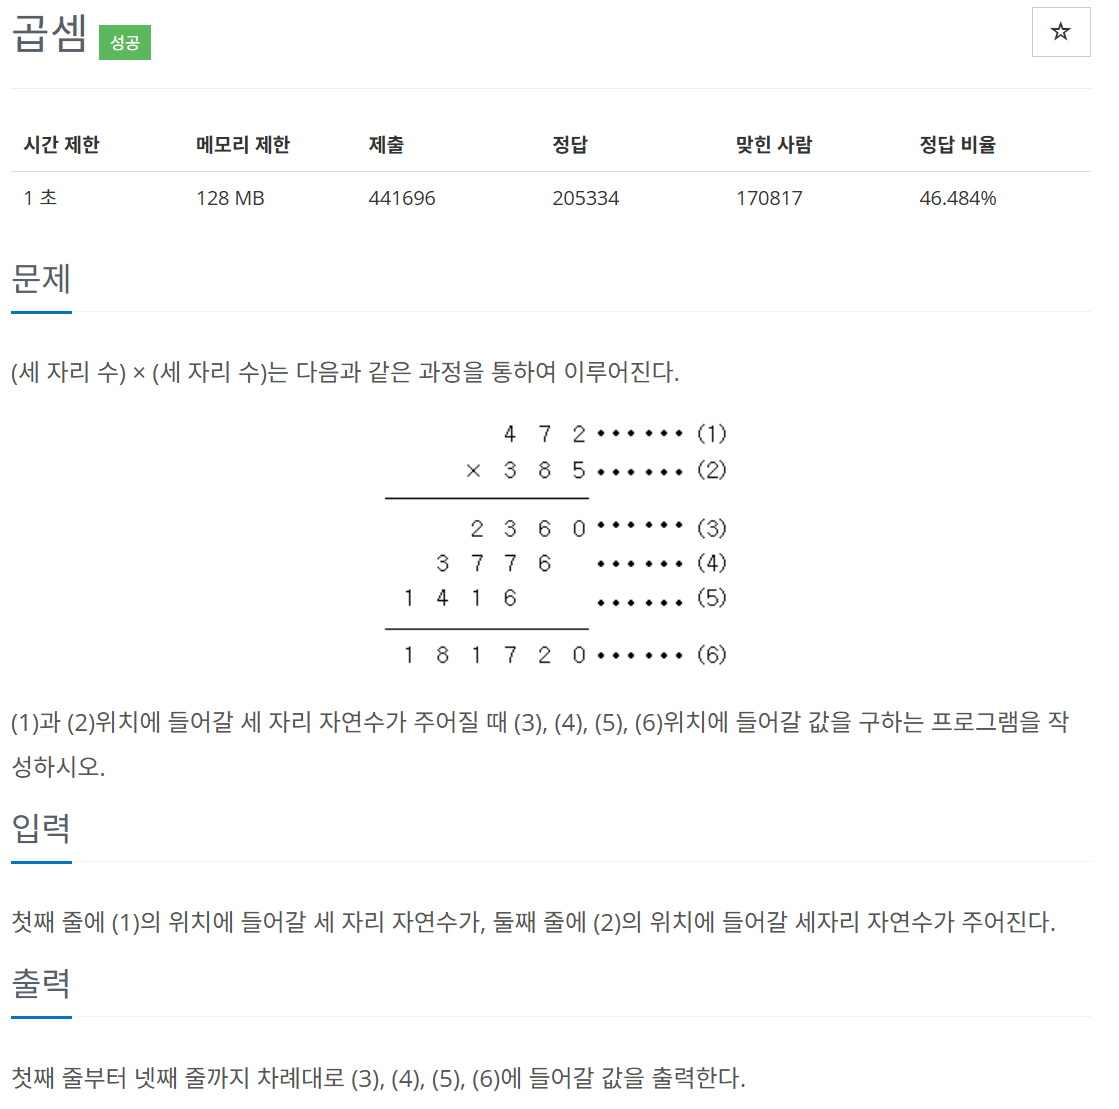 곱셈 성공
☆
시간 제한 메모리 제한 제출 정답 맞힌 사람 정답 비율
1 초 128 MB 441696 205334 170817 46.484%
문제
(세 자리 수) × (세 자리 수)는 다음과 같은 과정을 통하여 이루어진다.
4 7 2 ······ (1)
× 3 8 5 ······ (2)
2 3 6 0 ······ (3)
3 7 7 6 ······ (4)
1 4 1 6 ······ (5)
1 8 1 7 2 0 ······ (6)
(1)과 (2)위치에 들어갈 세 자리 자연수가 주어질 때 (3), (4), (5), (6)위치에 들어갈 값을 구하는 프로그램을 작
성하시오.
입력
첫째 줄에 (1)의 위치에 들어갈 세 자리 자연수가, 둘째 줄에 (2)의 위치에 들어갈 세자리 자연수가 주어진다.
출력
첫째 줄부터 넷째 줄까지 차례대로 (3), (4), (5), (6)에 들어갈 값을 출력한다.